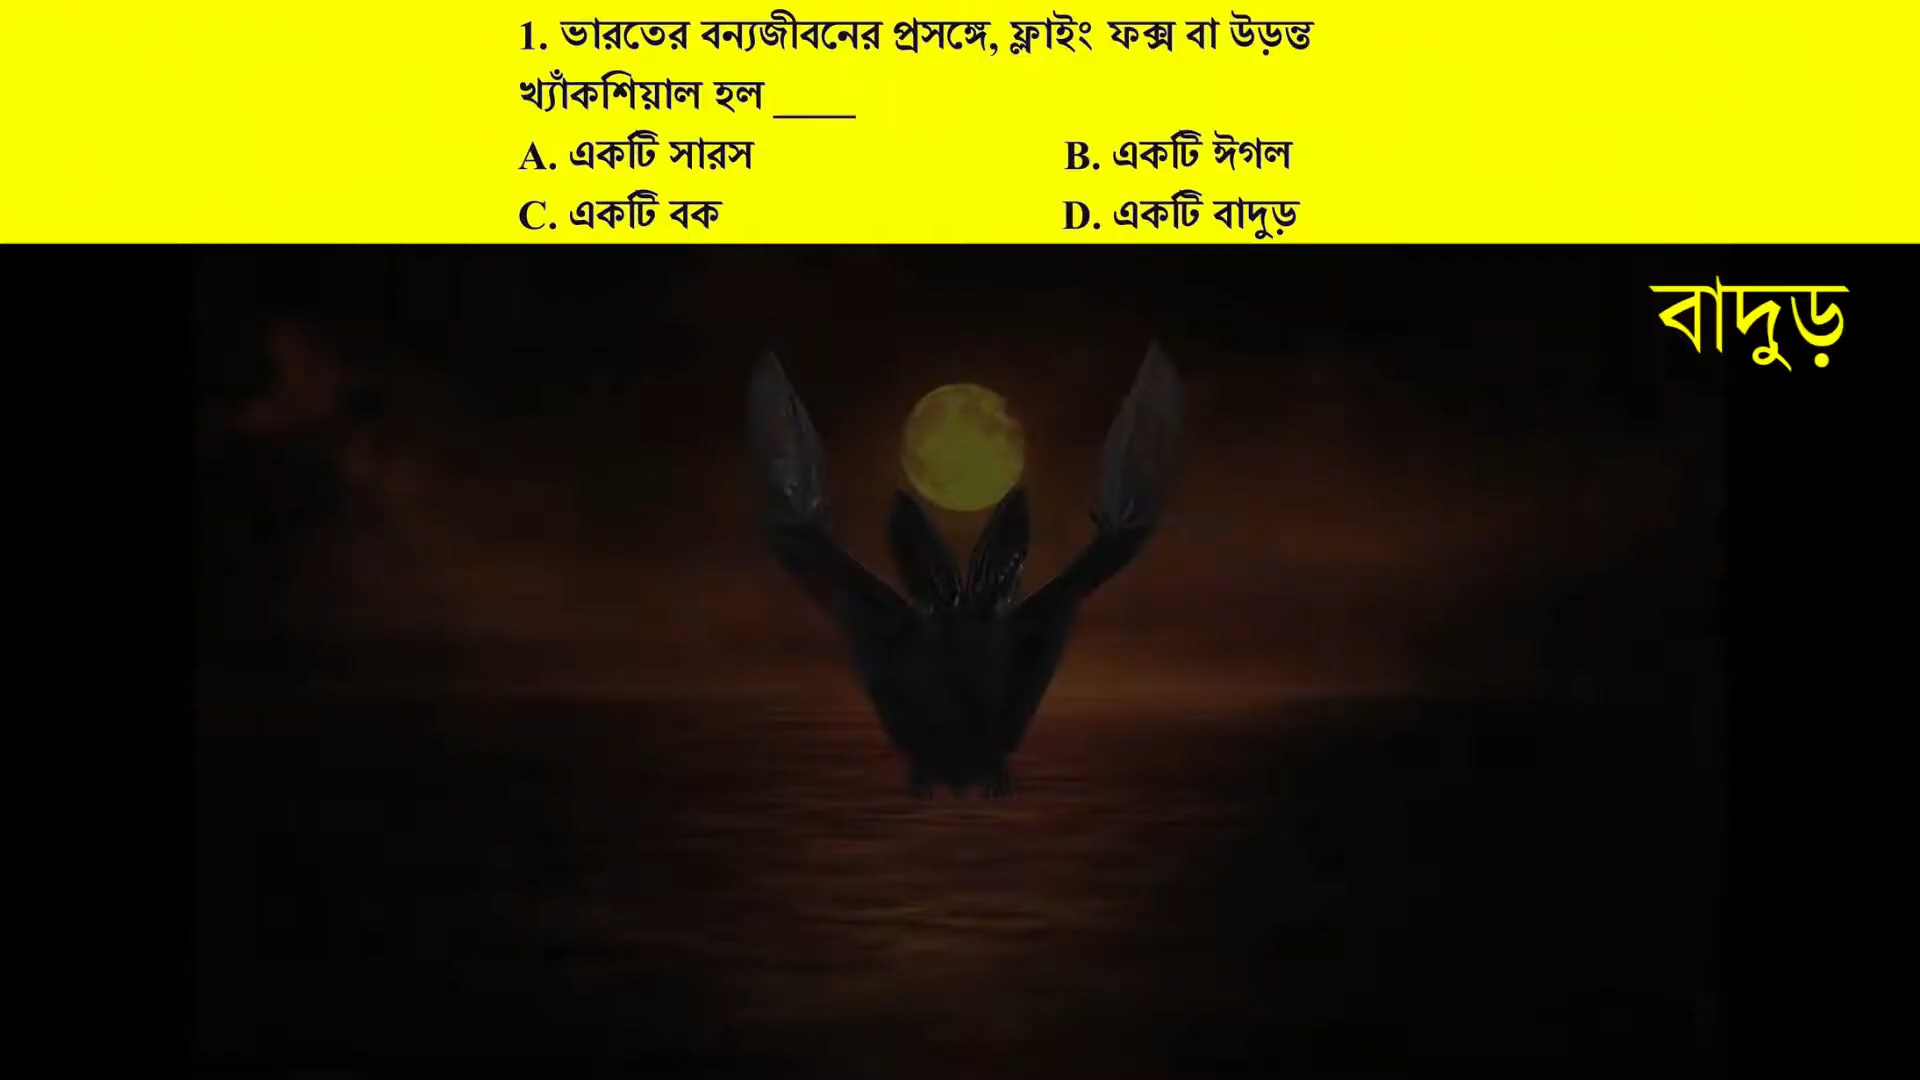 1. ভারতের বন্যজীবনের প্রসঙ্গে, ফ্লাইং ফক্স বা উড়ন্ত
খ্যাঁকশিয়াল হল ____
A. একটি সারস B. একটি ঈগল
C. একটি বক D. একটি বাদুড়
বাদুড়